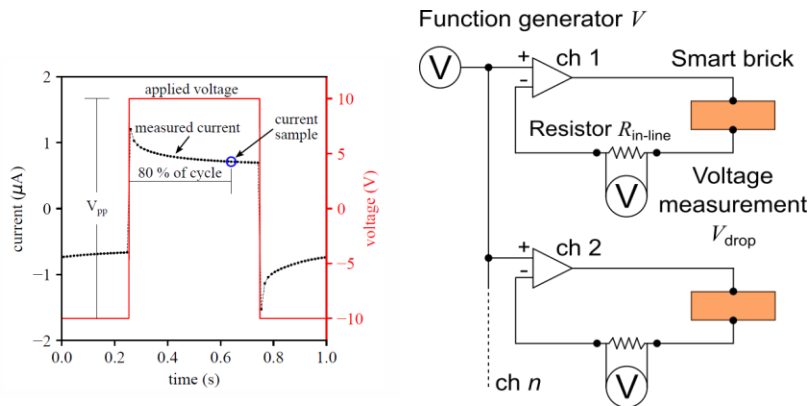 2
1
0
−1
−2
current (μA)
applied voltage
measured current
current
sample
80 % of cycle
V_pp
10
5
0
−5
−10
voltage (V)
0.0 0.2 0.4 0.6 0.8 1.0
time (s)
Function generator V
V
+
-
ch 1
Smart brick
Resistor R_in-line
V
Voltage
measurement
V_drop
+
-
ch 2
V
ch n